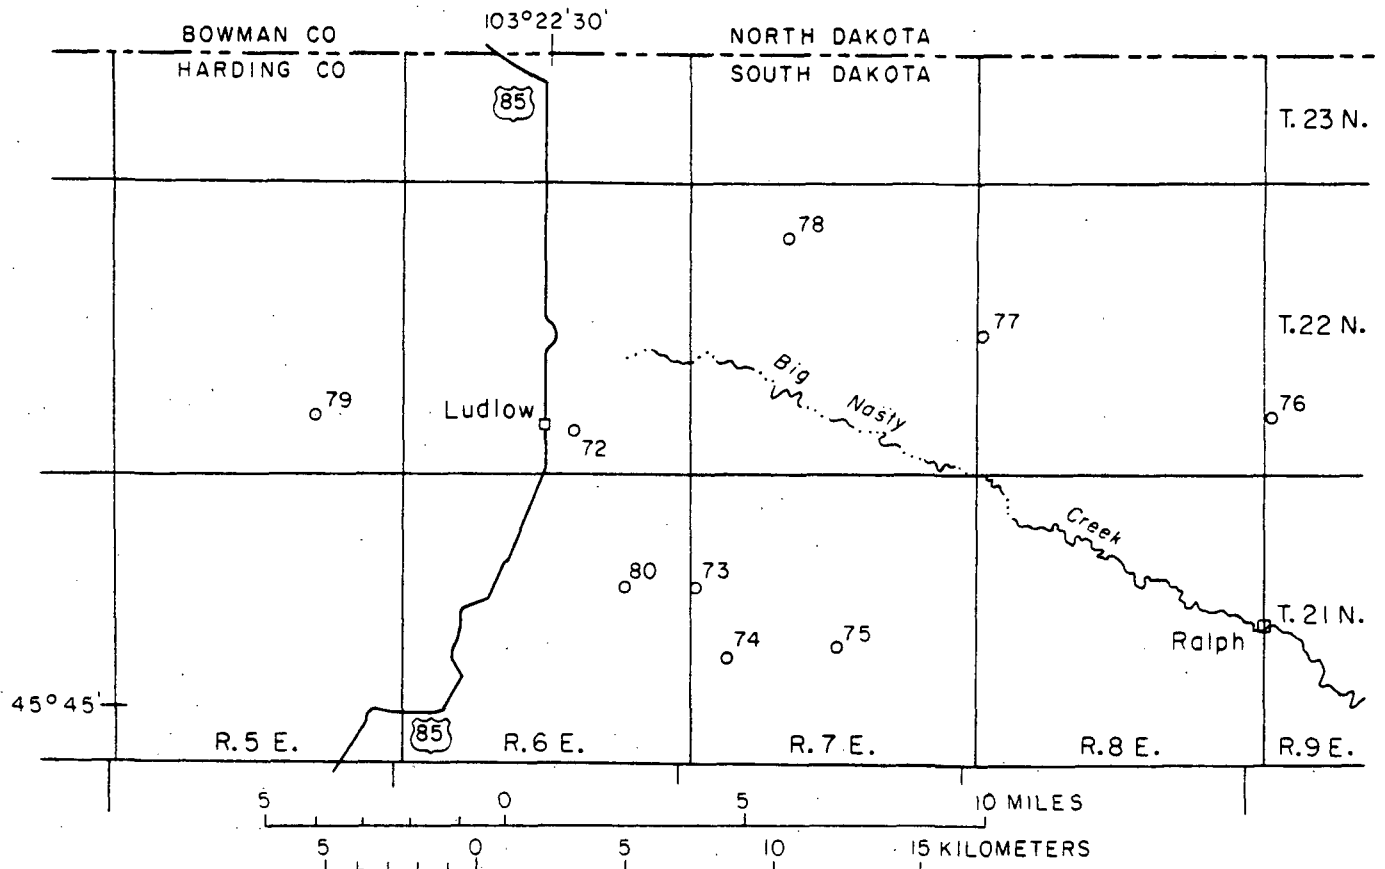 103°22'30'
BOWMAN CO
NORTH DAKOTA
HARDING CO
SOUTH DAKOTA
85
T. 23 N.
78
77
T. 22 N.
Big
Nasty
79
Ludlow
72
76
Creek
80
73
T. 21 N.
74
75
Ralph
45°45'
85
R. 5 E.
R. 6 E.
R. 7 E.
R. 8 E.
R. 9 E.
5 0 5 10 MILES
5 0 5 10 15 KILOMETERS